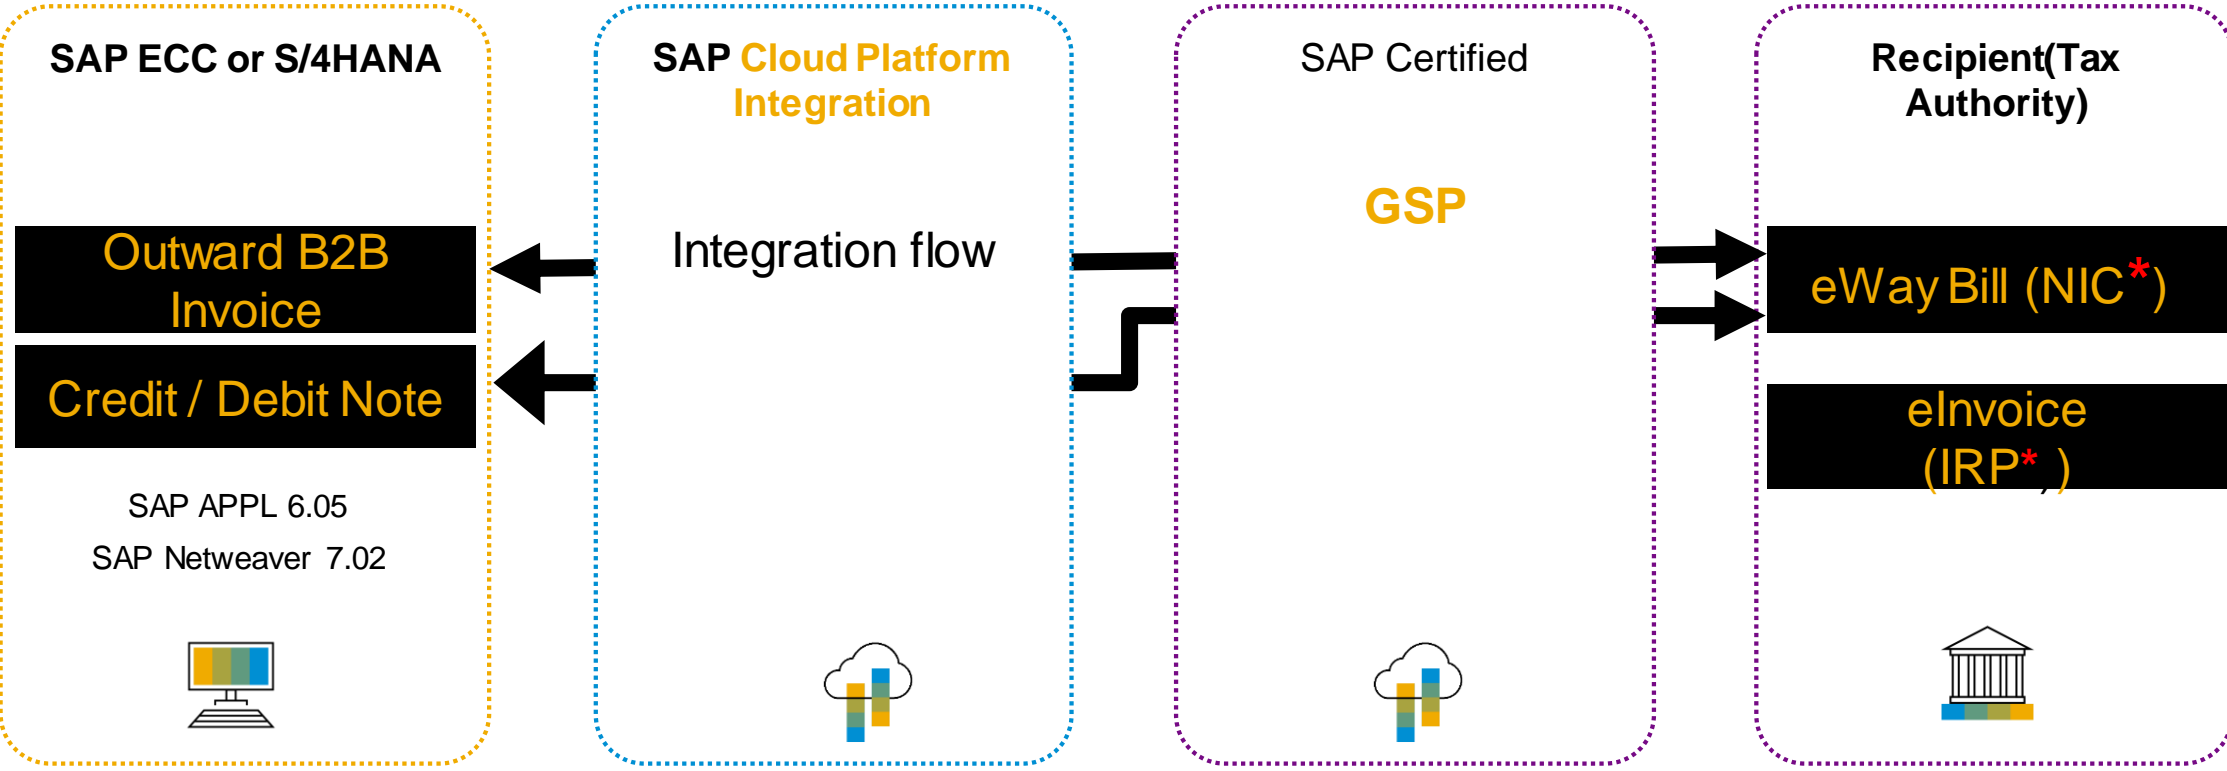 SAP ECC or S/4HANA
Outward B2B
Invoice
Credit / Debit Note
SAP APPL 6.05
SAP Netweaver 7.02
SAP Cloud Platform
Integration
Integration flow
SAP Certified
GSP
Recipient(Tax
Authority)
eWay Bill (NIC*)
eInvoice
(IRP* )